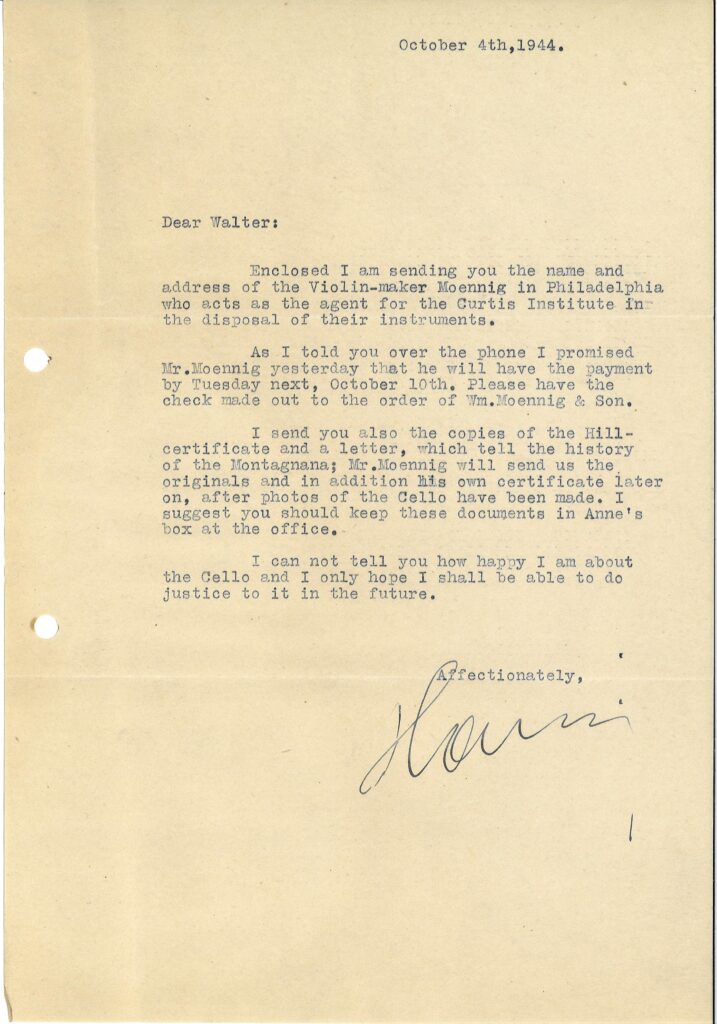 October 4th,1944.
Dear Walter:
Enclosed I am sending you the name and
address of the Violin-maker Moennig in Philadelphia
who acts as the agent for the Curtis Institute in
the disposal of their instruments.
As I told you over the phone I promised
Mr.Moennig yesterday that he will have the payment
by Tuesday next, October 10th. Please have the
check made out to the order of Wm.Moennig & Son.
I send you also the copies of the Hill-
certificate and a letter, which tell the history
of the Montagnana; Mr.Moennig will send us the
originals and in addition his own certificate later
on, after photos of the Cello have been made. I
suggest you should keep these documents in Anne's
box at the office.
I can not tell you how happy I am about
the Cello and I only hope I shall be able to do
justice to it in the future.
Affectionately,